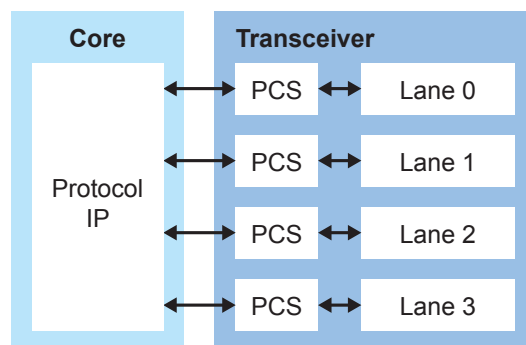 Core
Transceiver
Protocol
IP
PCS
Lane 0
PCS
Lane 1
PCS
Lane 2
PCS
Lane 3